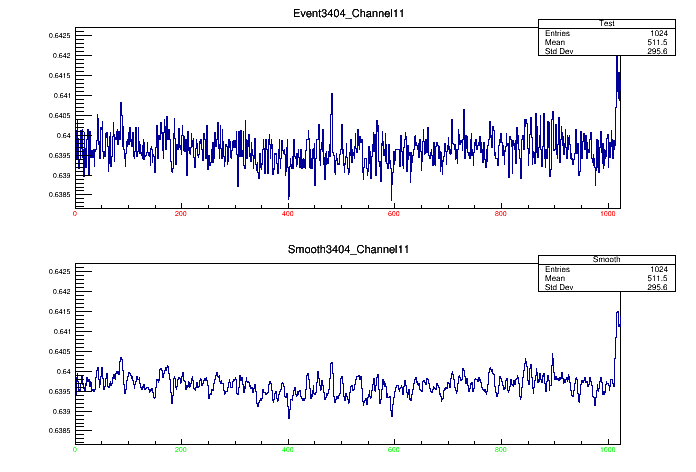 Event3404_Channel11
Test
Entries 1024
Mean 511.5
Std Dev 295.6
0.6425
0.642
0.6415
0.641
0.6405
0.64
0.6395
0.639
0.6385
0 200 400 600 800 1000
Smooth3404_Channel11
Smooth
Entries 1024
Mean 511.5
Std Dev 295.6
0.6425
0.642
0.6415
0.641
0.6405
0.64
0.6395
0.639
0.6385
0 200 400 600 800 1000